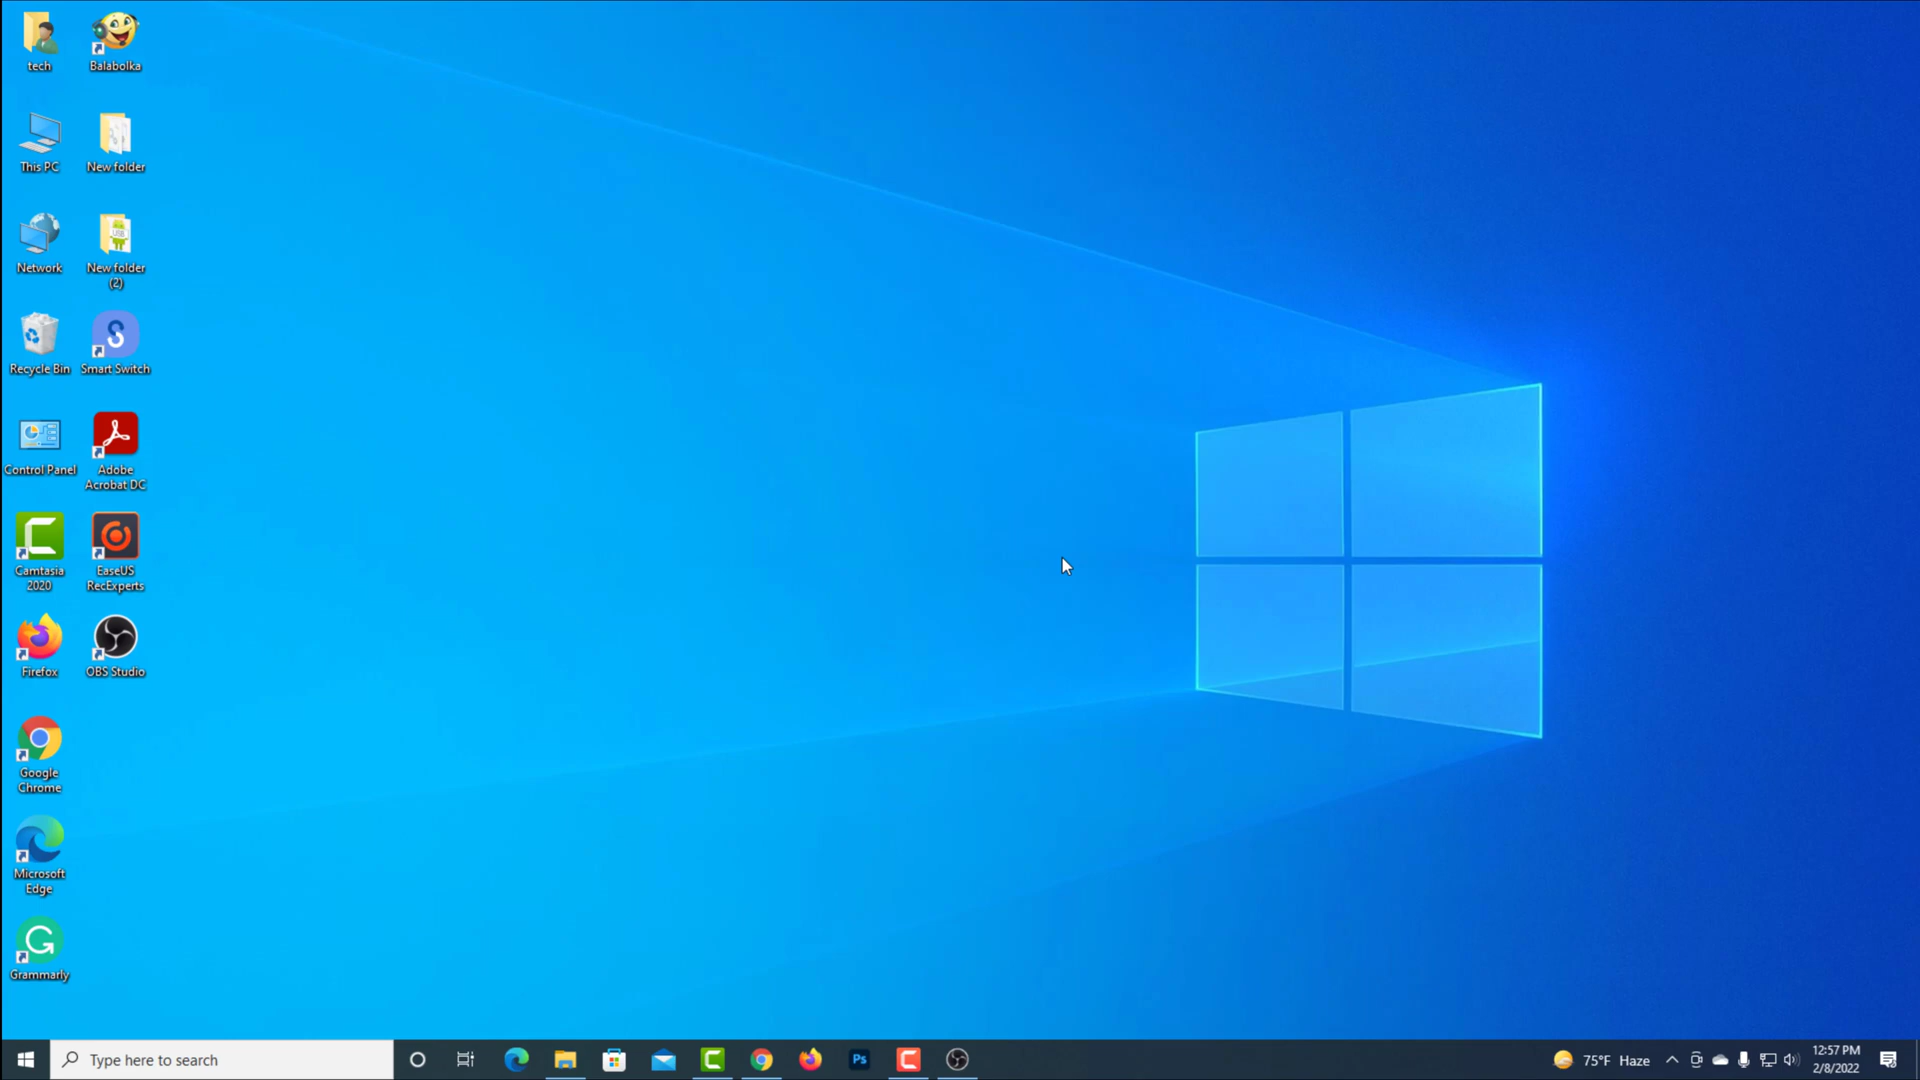 tech
Balabolka
This PC
New folder
Network
New folder
(2)
Recycle Bin
Smart Switch
Control Panel
Adobe
Acrobat DC
Camtasia
2020
EaseUS
RecExperts
Firefox
OBS Studio
Google
Chrome
Microsoft
Edge
Grammarly
Type here to search
Ps
75°F Haze
12:57 PM
2/8/2022